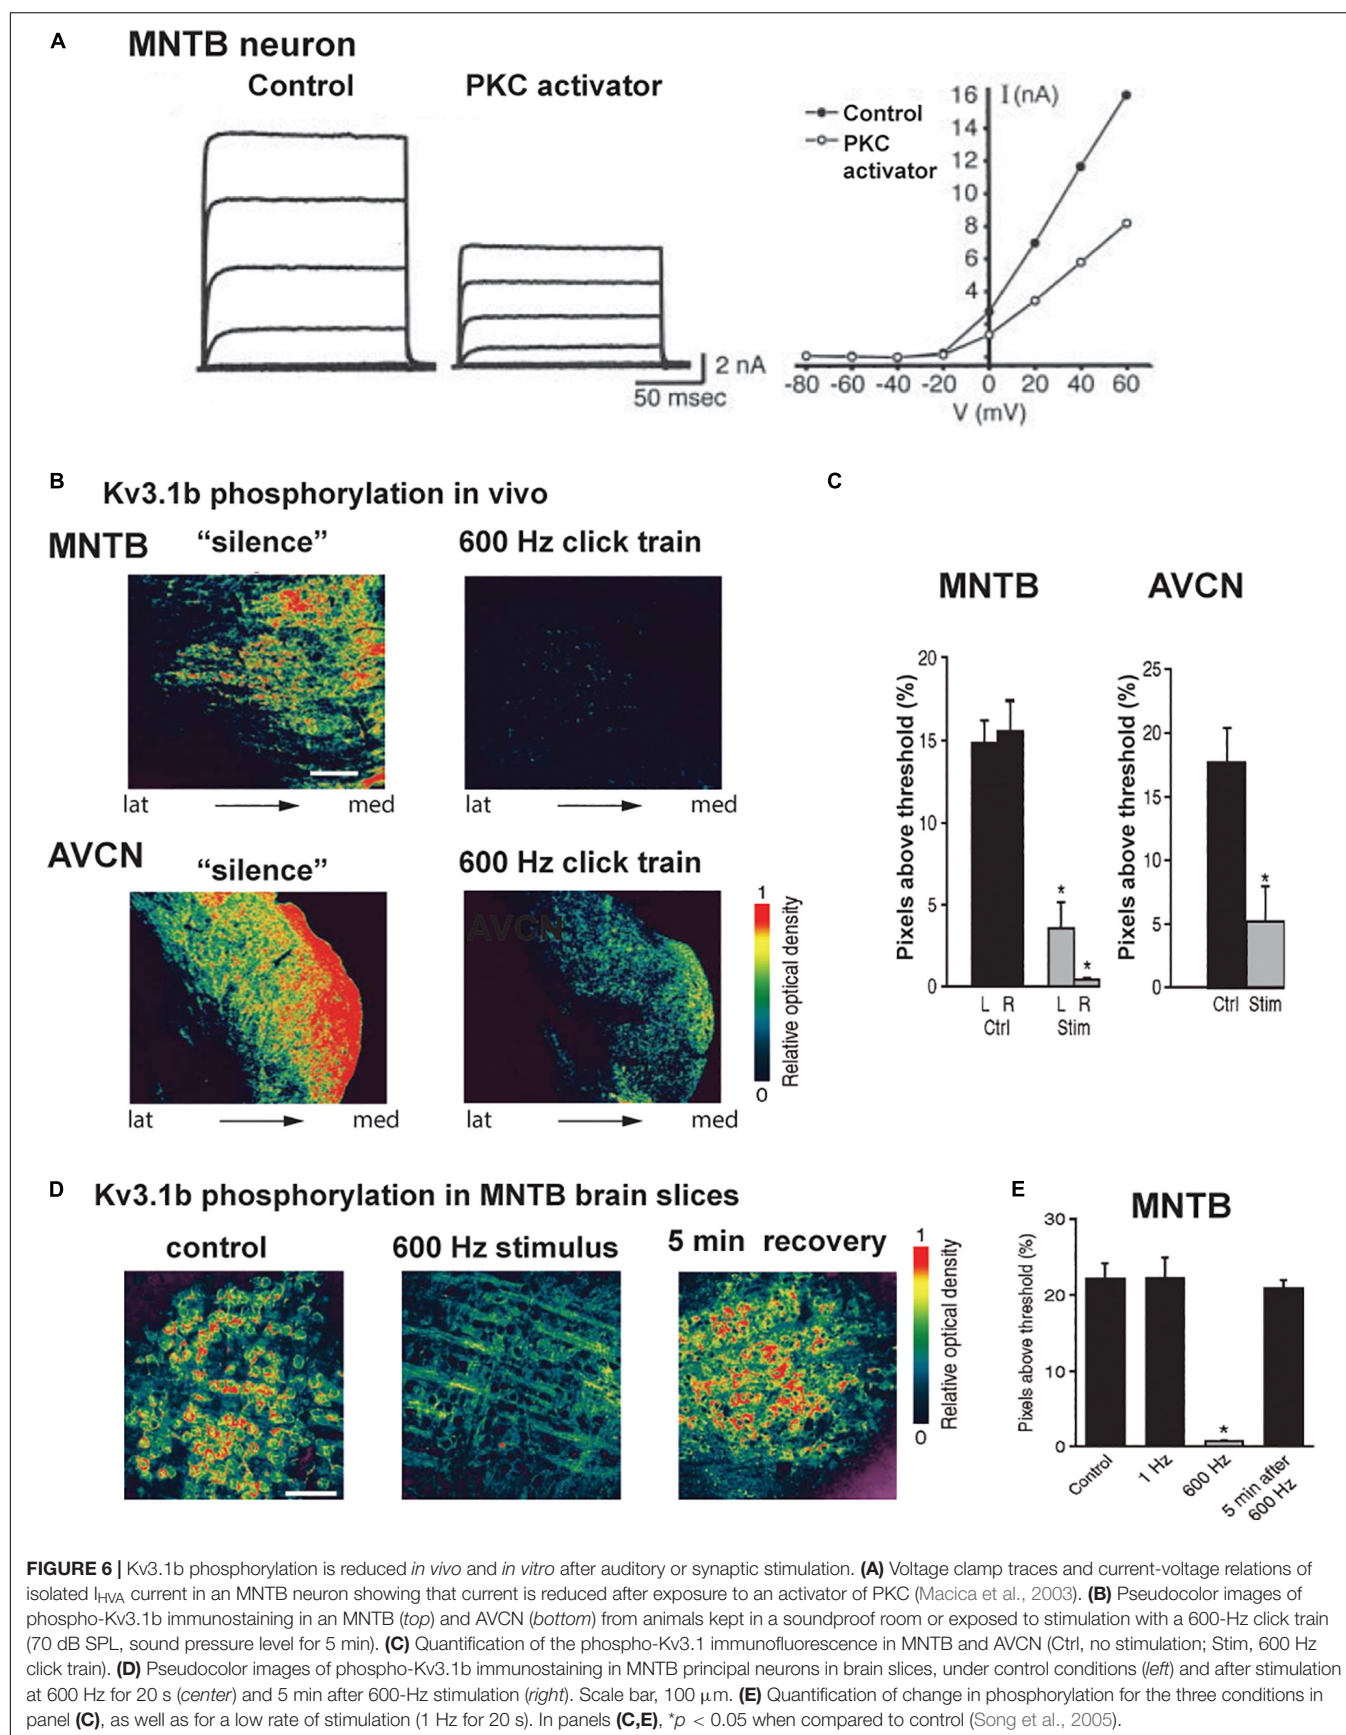 A
MNTB neuron
Control
PKC activator
2 nA
50 msec
Control
PKC
activator
I (nA)
16
14
12
10
8
6
4
-80 -60 -40 -20 0 20 40 60
V (mV)
B
Kv3.1b phosphorylation in vivo
MNTB
“silence”
600 Hz click train
lat
med
lat
med
AVCN
“silence”
600 Hz click train
AVCN
1
0
Relative optical density
lat
med
lat
med
C
MNTB
Pixels above threshold (%)
20
15
10
5
0
*
*
L R
L R
Ctrl
Stim
AVCN
Pixels above threshold (%)
25
20
15
10
5
0
*
Ctrl Stim
D
Kv3.1b phosphorylation in MNTB brain slices
control
600 Hz stimulus
5 min recovery
1
0
Relative optical density
E
MNTB
Pixels above threshold (%)
30
20
10
0
*
Control
1 Hz
600 Hz
5 min after
600 Hz
FIGURE 6 | Kv3.1b phosphorylation is reduced in vivo and in vitro after auditory or synaptic stimulation. (A) Voltage clamp traces and current-voltage relations of
isolated IHVA current in an MNTB neuron showing that current is reduced after exposure to an activator of PKC (Macica et al., 2003). (B) Pseudocolor images of
phospho-Kv3.1b immunostaining in an MNTB (top) and AVCN (bottom) from animals kept in a soundproof room or exposed to stimulation with a 600-Hz click train
(70 dB SPL, sound pressure level for 5 min). (C) Quantification of the phospho-Kv3.1 immunofluorescence in MNTB and AVCN (Ctrl, no stimulation; Stim, 600 Hz
click train). (D) Pseudocolor images of phospho-Kv3.1b immunostaining in MNTB principal neurons in brain slices, under control conditions (left) and after stimulation
at 600 Hz for 20 s (center) and 5 min after 600-Hz stimulation (right). Scale bar, 100 μm. (E) Quantification of change in phosphorylation for the three conditions in
panel (C), as well as for a low rate of stimulation (1 Hz for 20 s). In panels (C,E), *p < 0.05 when compared to control (Song et al., 2005).